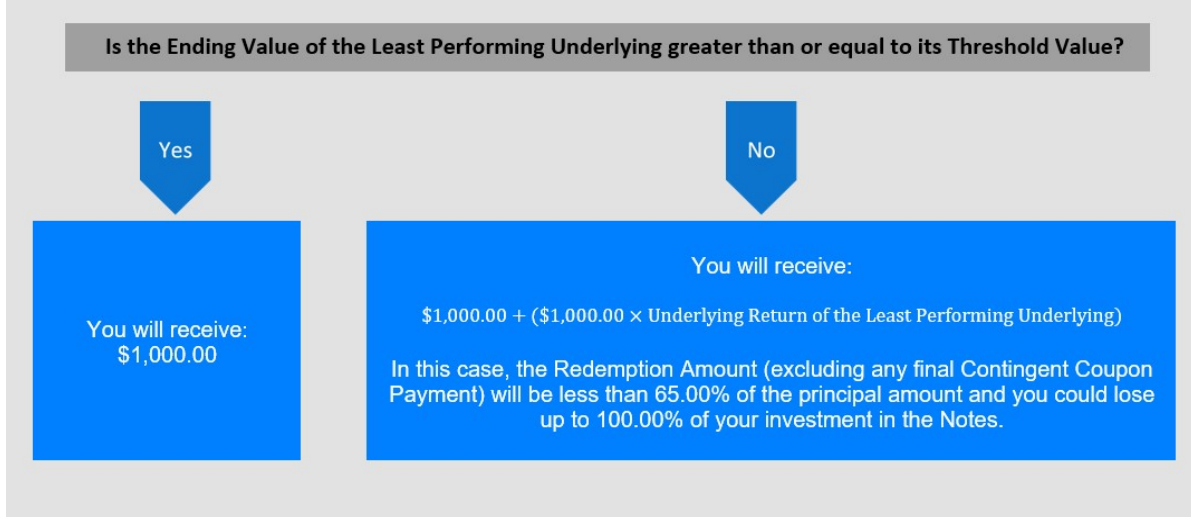 Is the Ending Value of the Least Performing Underlying greater than or equal to its Threshold Value?
Yes
No
You will receive:
$1,000.00
You will receive:
$1,000.00 + ($1,000.00 × Underlying Return of the Least Performing Underlying)
In this case, the Redemption Amount (excluding any final Contingent Coupon
Payment) will be less than 65.00% of the principal amount and you could lose
up to 100.00% of your investment in the Notes.